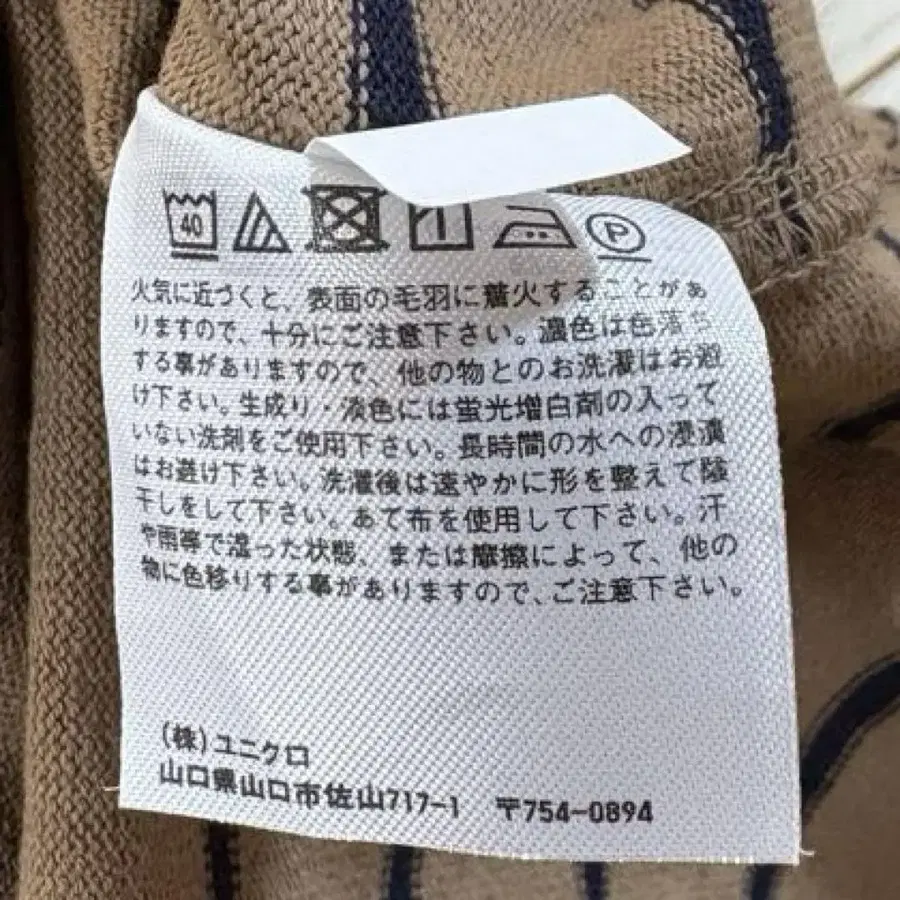 40
P
火気に近づくと、表面の毛羽に着火することがあ
りますので、十分にご注意下さい。濃色は色落ち
する事がありますので、他の物とのお洗濯はお避
け下さい。生成り・淡色には蛍光増白剤の入って
いない洗剤をご使用下さい。長時間の水への浸漬
はお避け下さい。洗濯後は速やかに形を整えて陰
干しをして下さい。あて布を使用して下さい。汗
や雨等で湿った状態、または摩擦によって、他の
物に色移りする事がありますので、ご注意下さい。
(株)ユニクロ
山口県山口市佐山717-1 〒754-0894